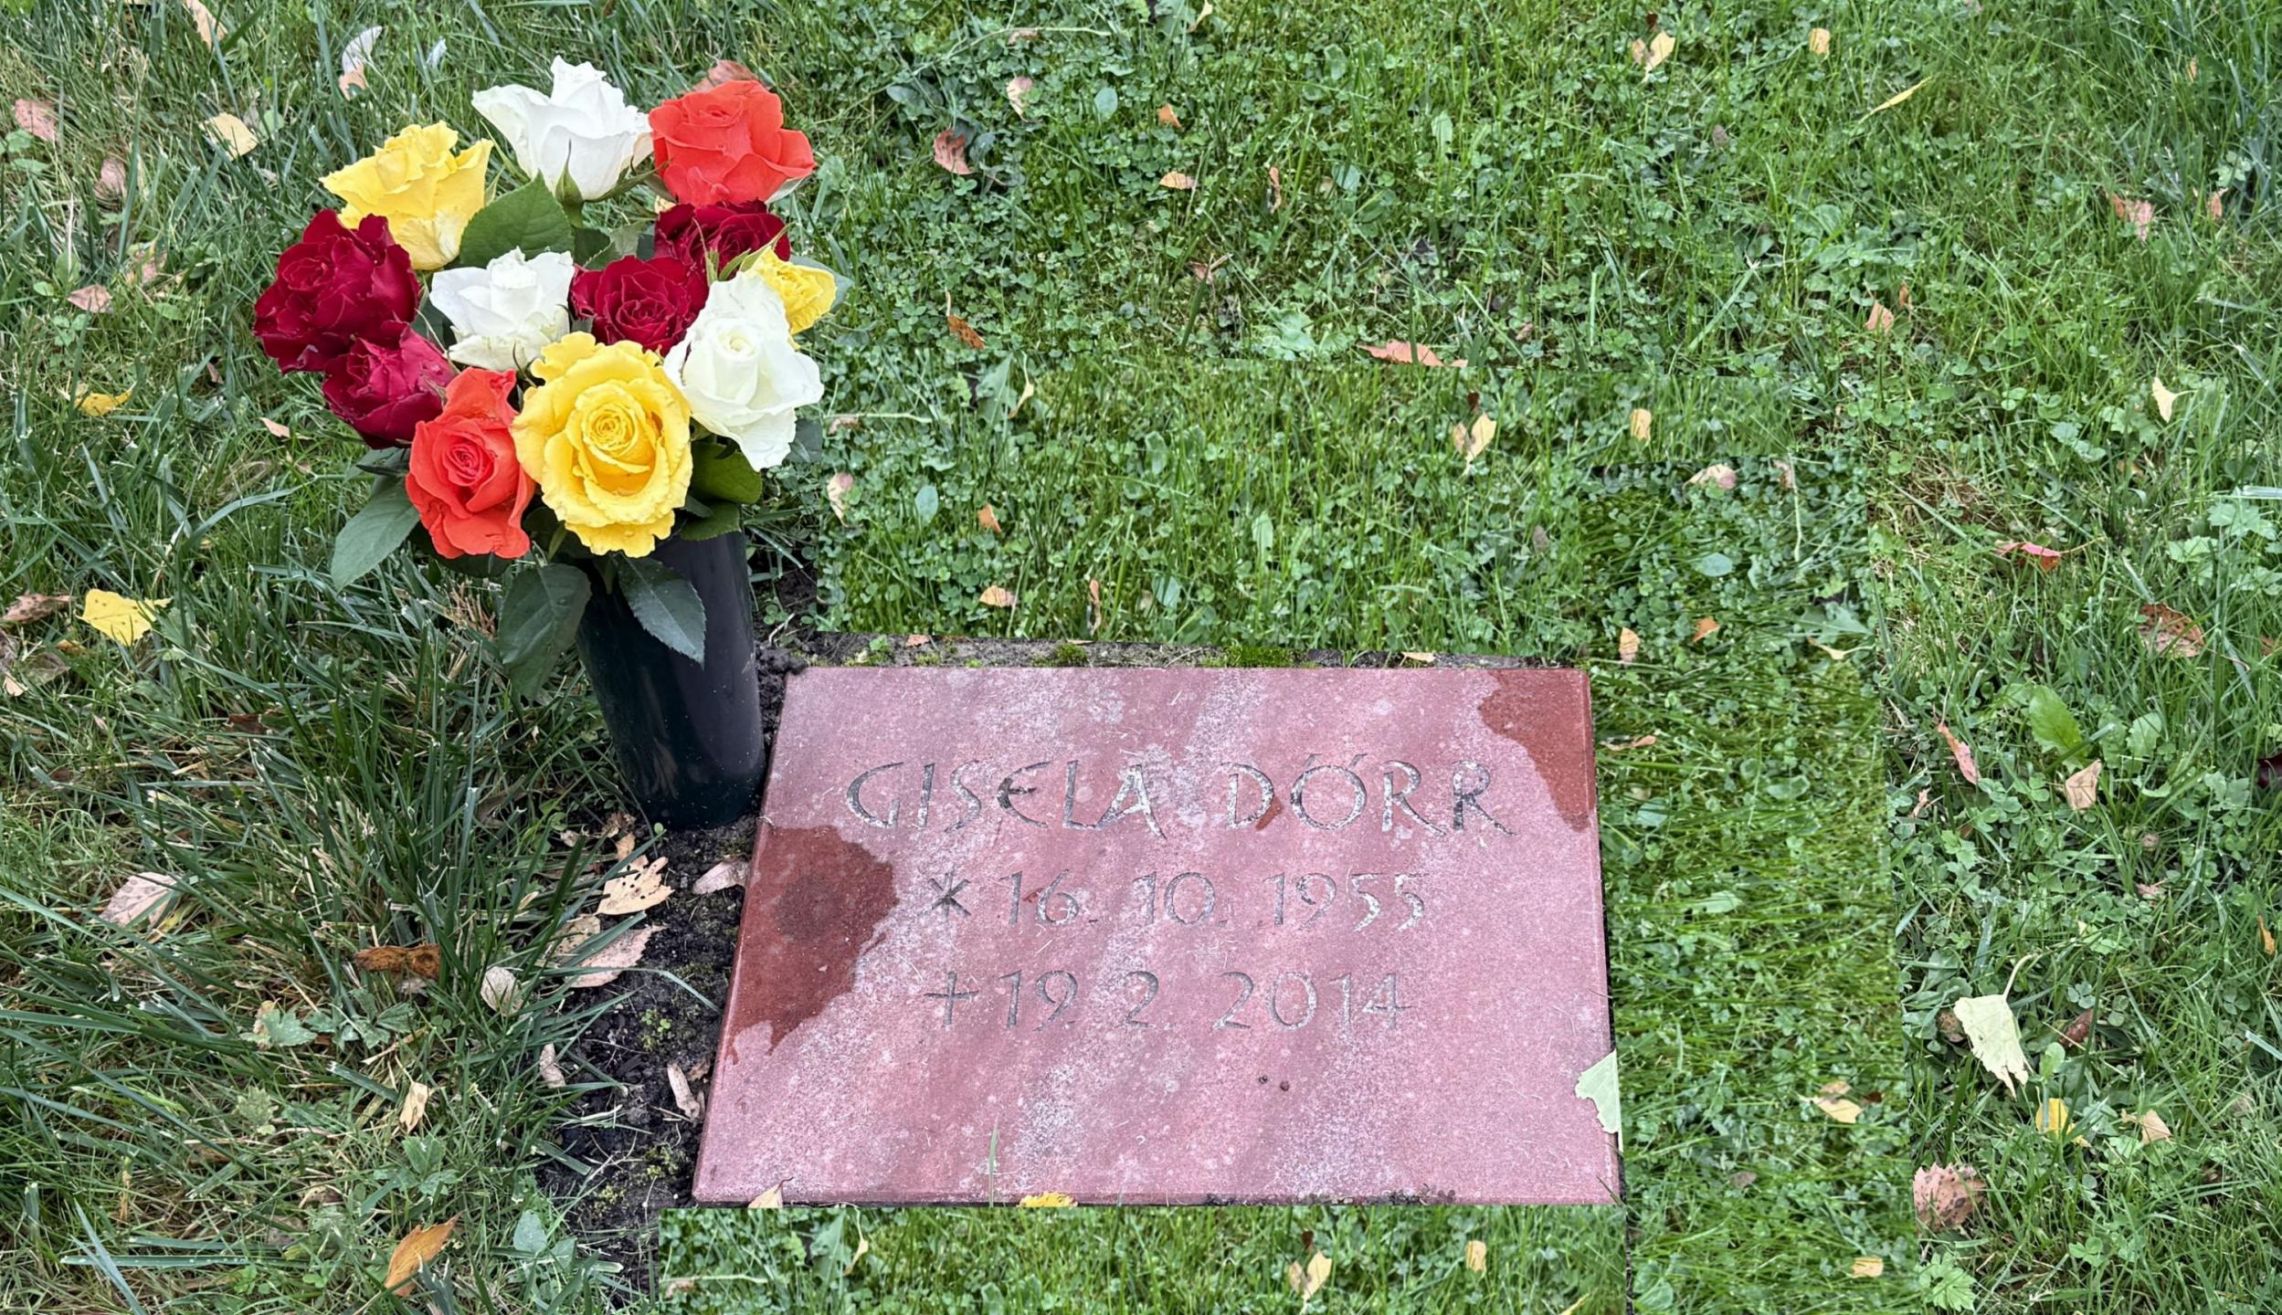 GISELA DÖRR
* 16. 10. 1955
+ 19. 2. 2014